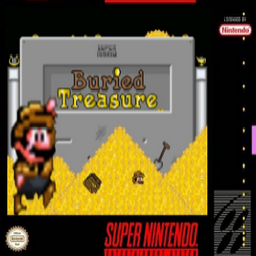 LICENSED BY
Nintendo
SUPER
Buried
Treasure
SUPER NINTENDO
ENTERTAINMENT SYSTEM